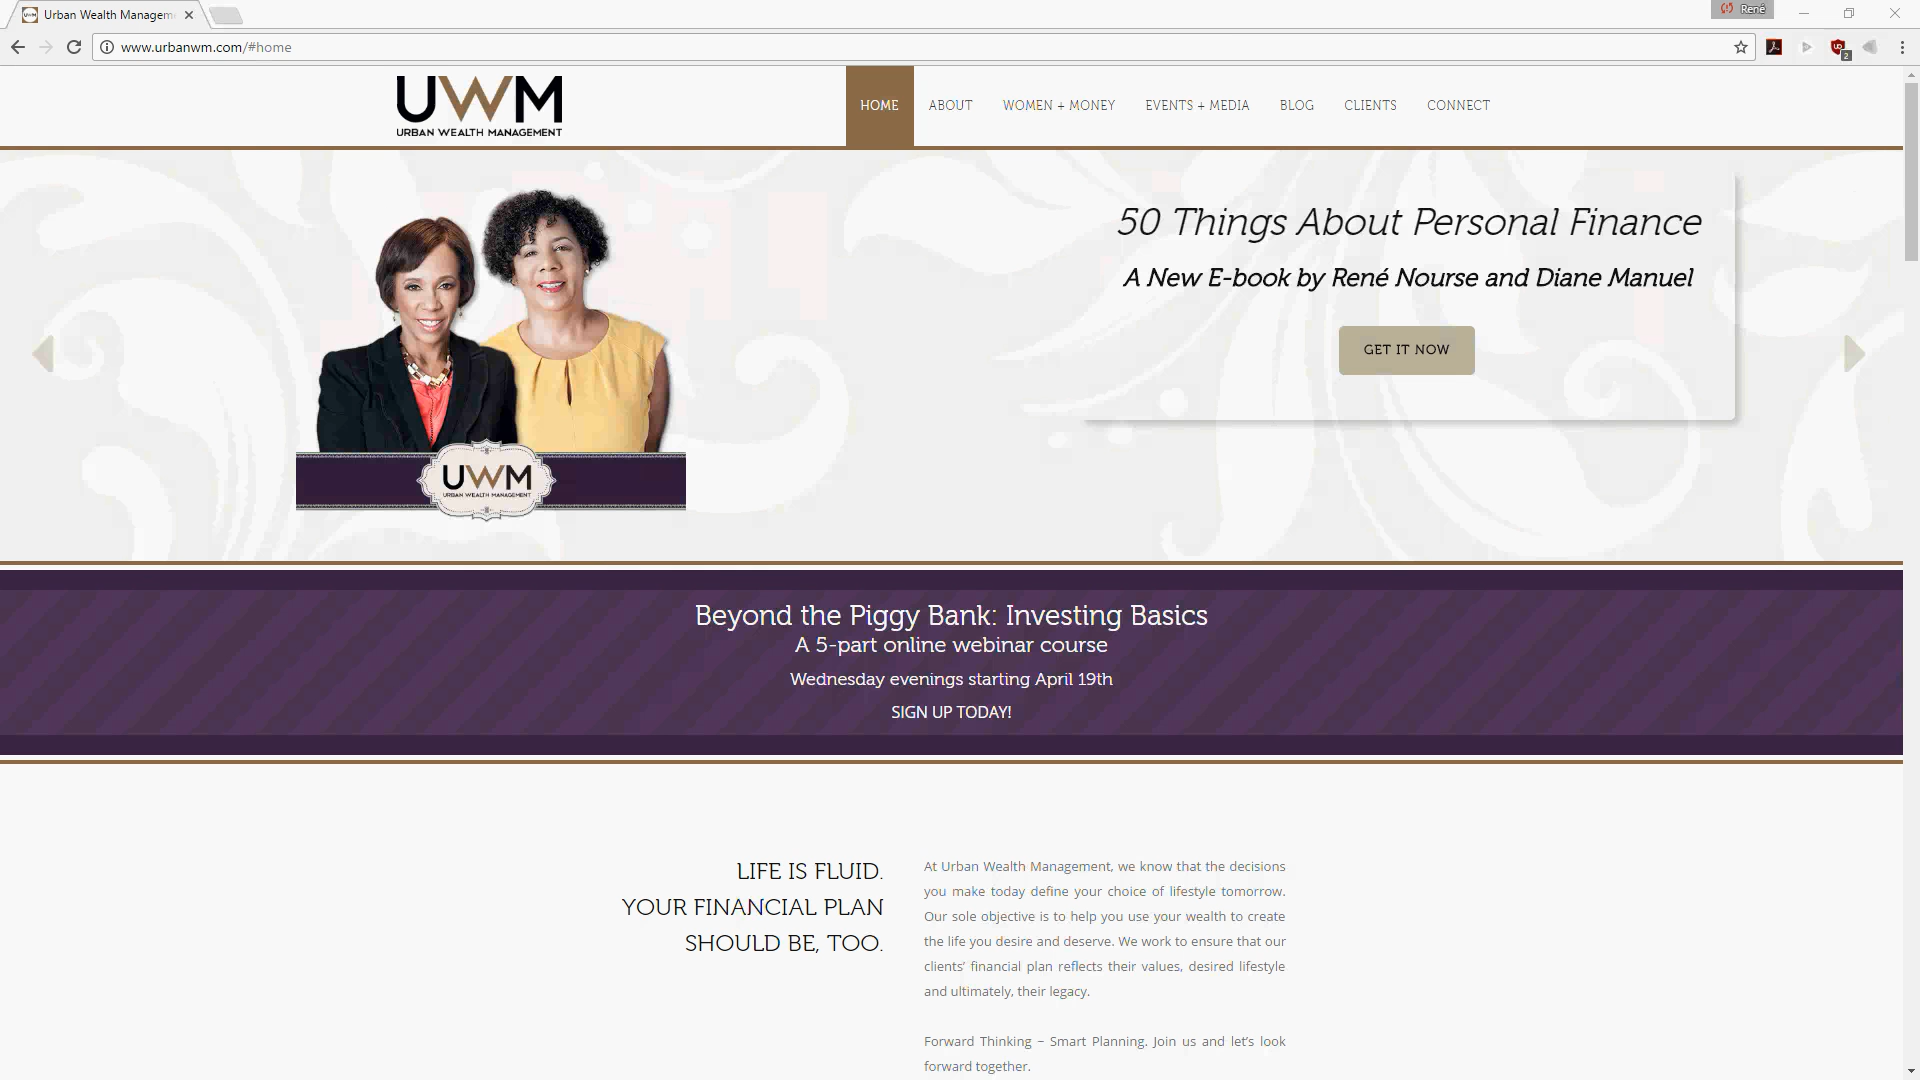 Urban Wealth Managem
René
www.urbanwm.com/#home
2
UWM
URBAN WEALTH MANAGEMENT
HOME
ABOUT
WOMEN + MONEY
EVENTS + MEDIA
BLOG
CLIENTS
CONNECT
50 Things About Personal Finance
A New E-book by René Nourse and Diane Manuel
GET IT NOW
UWM
URBAN WEALTH MANAGEMENT
Beyond the Piggy Bank: Investing Basics
A 5-part online webinar course
Wednesday evenings starting April 19th
SIGN UP TODAY!
LIFE IS FLUID.
YOUR FINANCIAL PLAN
SHOULD BE, TOO.
At Urban Wealth Management, we know that the decisions
you make today define your choice of lifestyle tomorrow.
Our sole objective is to help you use your wealth to create
the life you desire and deserve. We work to ensure that our
clients’ financial plan reflects their values, desired lifestyle
and ultimately, their legacy.
Forward Thinking – Smart Planning. Join us and let’s look
forward together.